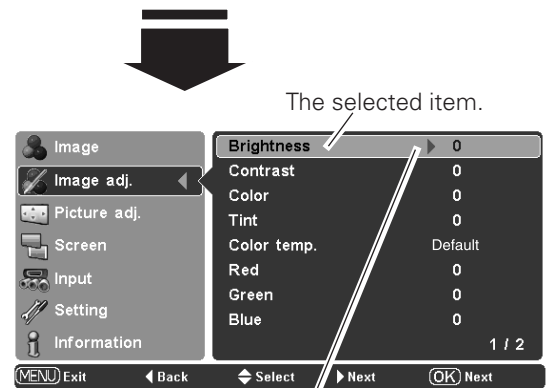 The selected item.
Image
Image adj.
Picture adj.
Screen
Input
Setting
Information
Brightness 0
Contrast 0
Color 0
Tint 0
Color temp. Default
Red 0
Green 0
Blue 0
1 / 2
MENU Exit Back Select Next OK Next